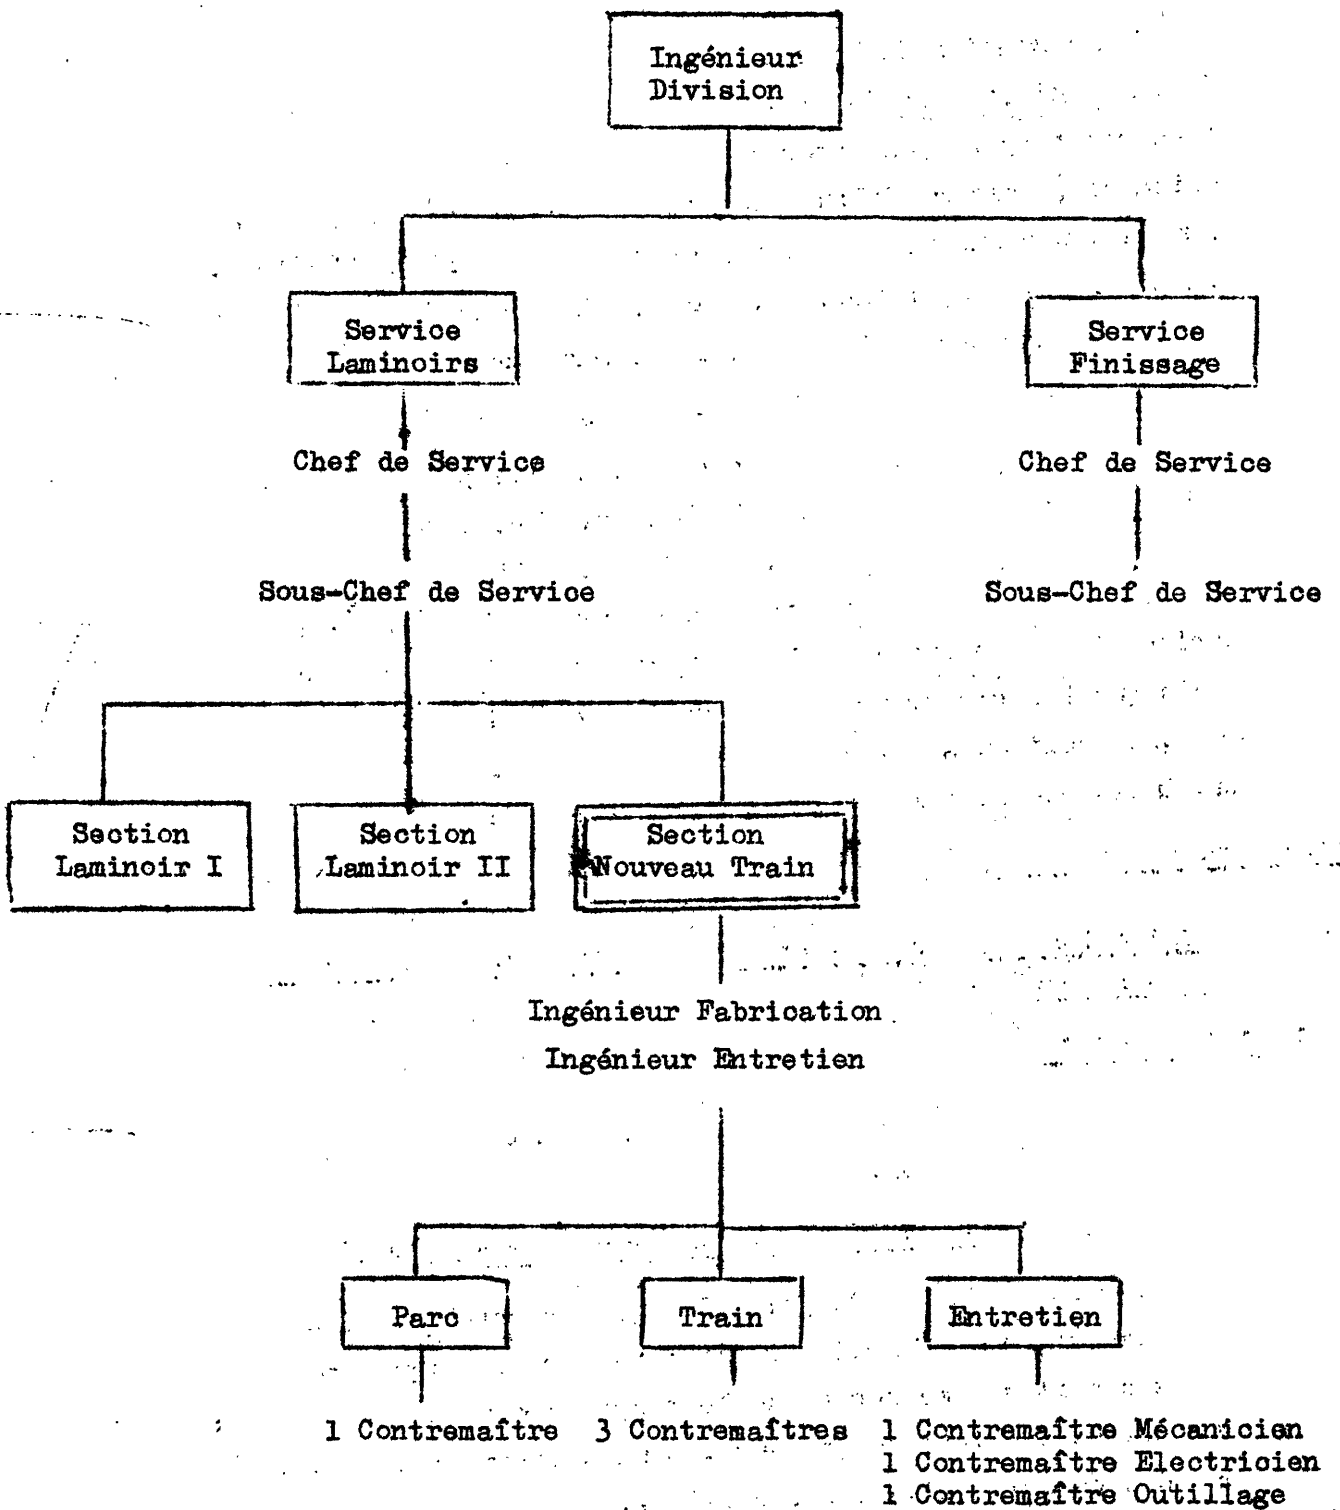 Ingénieur
Division
Service
Laminoirs
Service
Finissage
Chef de Service
Chef de Service
Sous-Chef de Service
Sous-Chef de Service
Section
Laminoir I
Section
Laminoir II
Section
Nouveau Train
Ingénieur Fabrication
Ingénieur Entretien
Parc
Train
Entretien
1 Contremaître
3 Contremaîtres
1 Contremaître Mécanicien
1 Contremaître Electricien
1 Contremaître Outillage